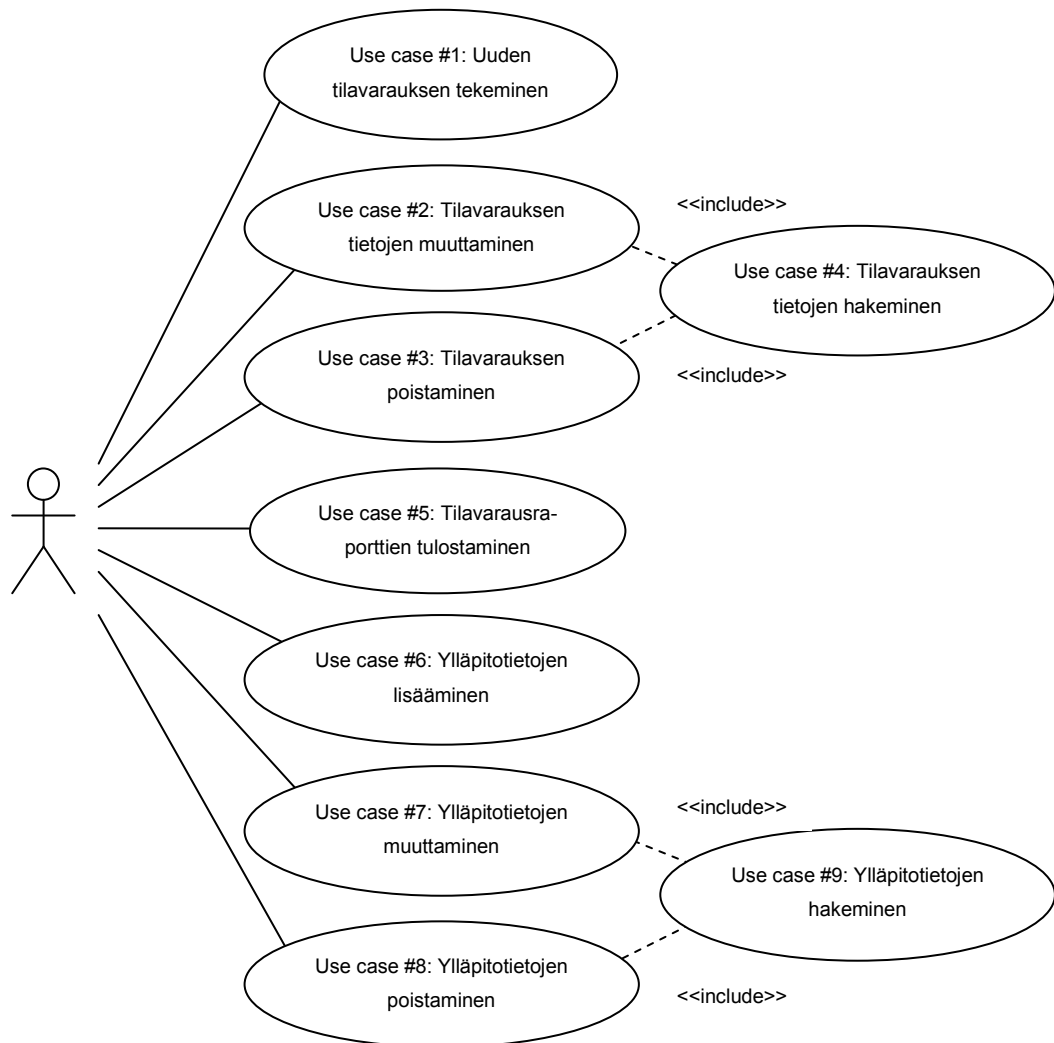 Use case #1: Uuden
tilavarauksen tekeminen
Use case #2: Tilavarauksen
tietojen muuttaminen
<<include>>
Use case #4: Tilavarauksen
tietojen hakeminen
Use case #3: Tilavarauksen
poistaminen
<<include>>
Use case #5: Tilavarausra-
porttien tulostaminen
Use case #6: Ylläpitotietojen
lisääminen
Use case #7: Ylläpitotietojen
muuttaminen
<<include>>
Use case #9: Ylläpitotietojen
hakeminen
Use case #8: Ylläpitotietojen
poistaminen
<<include>>